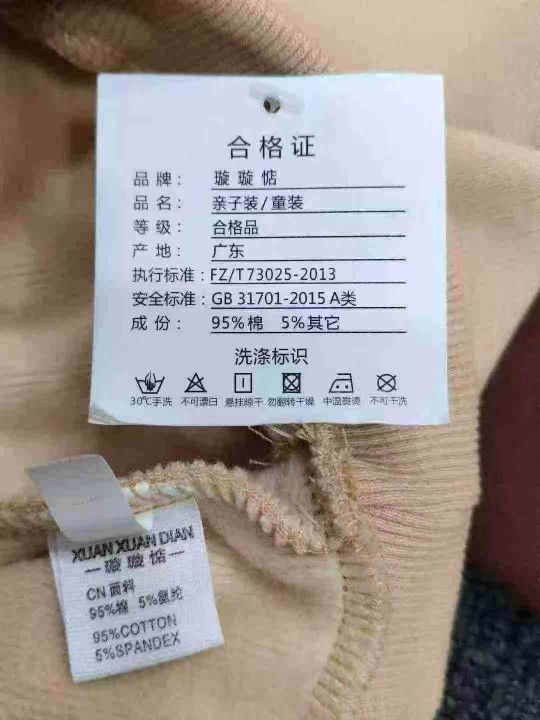 合格证
品牌： 璇璇惦
品名： 亲子装/童装
等级： 合格品
产地： 广东
执行标准：FZ/T73025-2013
安全标准：GB 31701-2015 A类
成份： 95%棉 5%其它
洗涤标识
30℃手洗 不可漂白 悬挂晾干 勿翻转干燥 中温熨烫 不可干洗
XUAN XUAN DIAN
璇璇惦
CN 面料
95%棉 5%氨纶
95%COTTON
5%SPANDEX